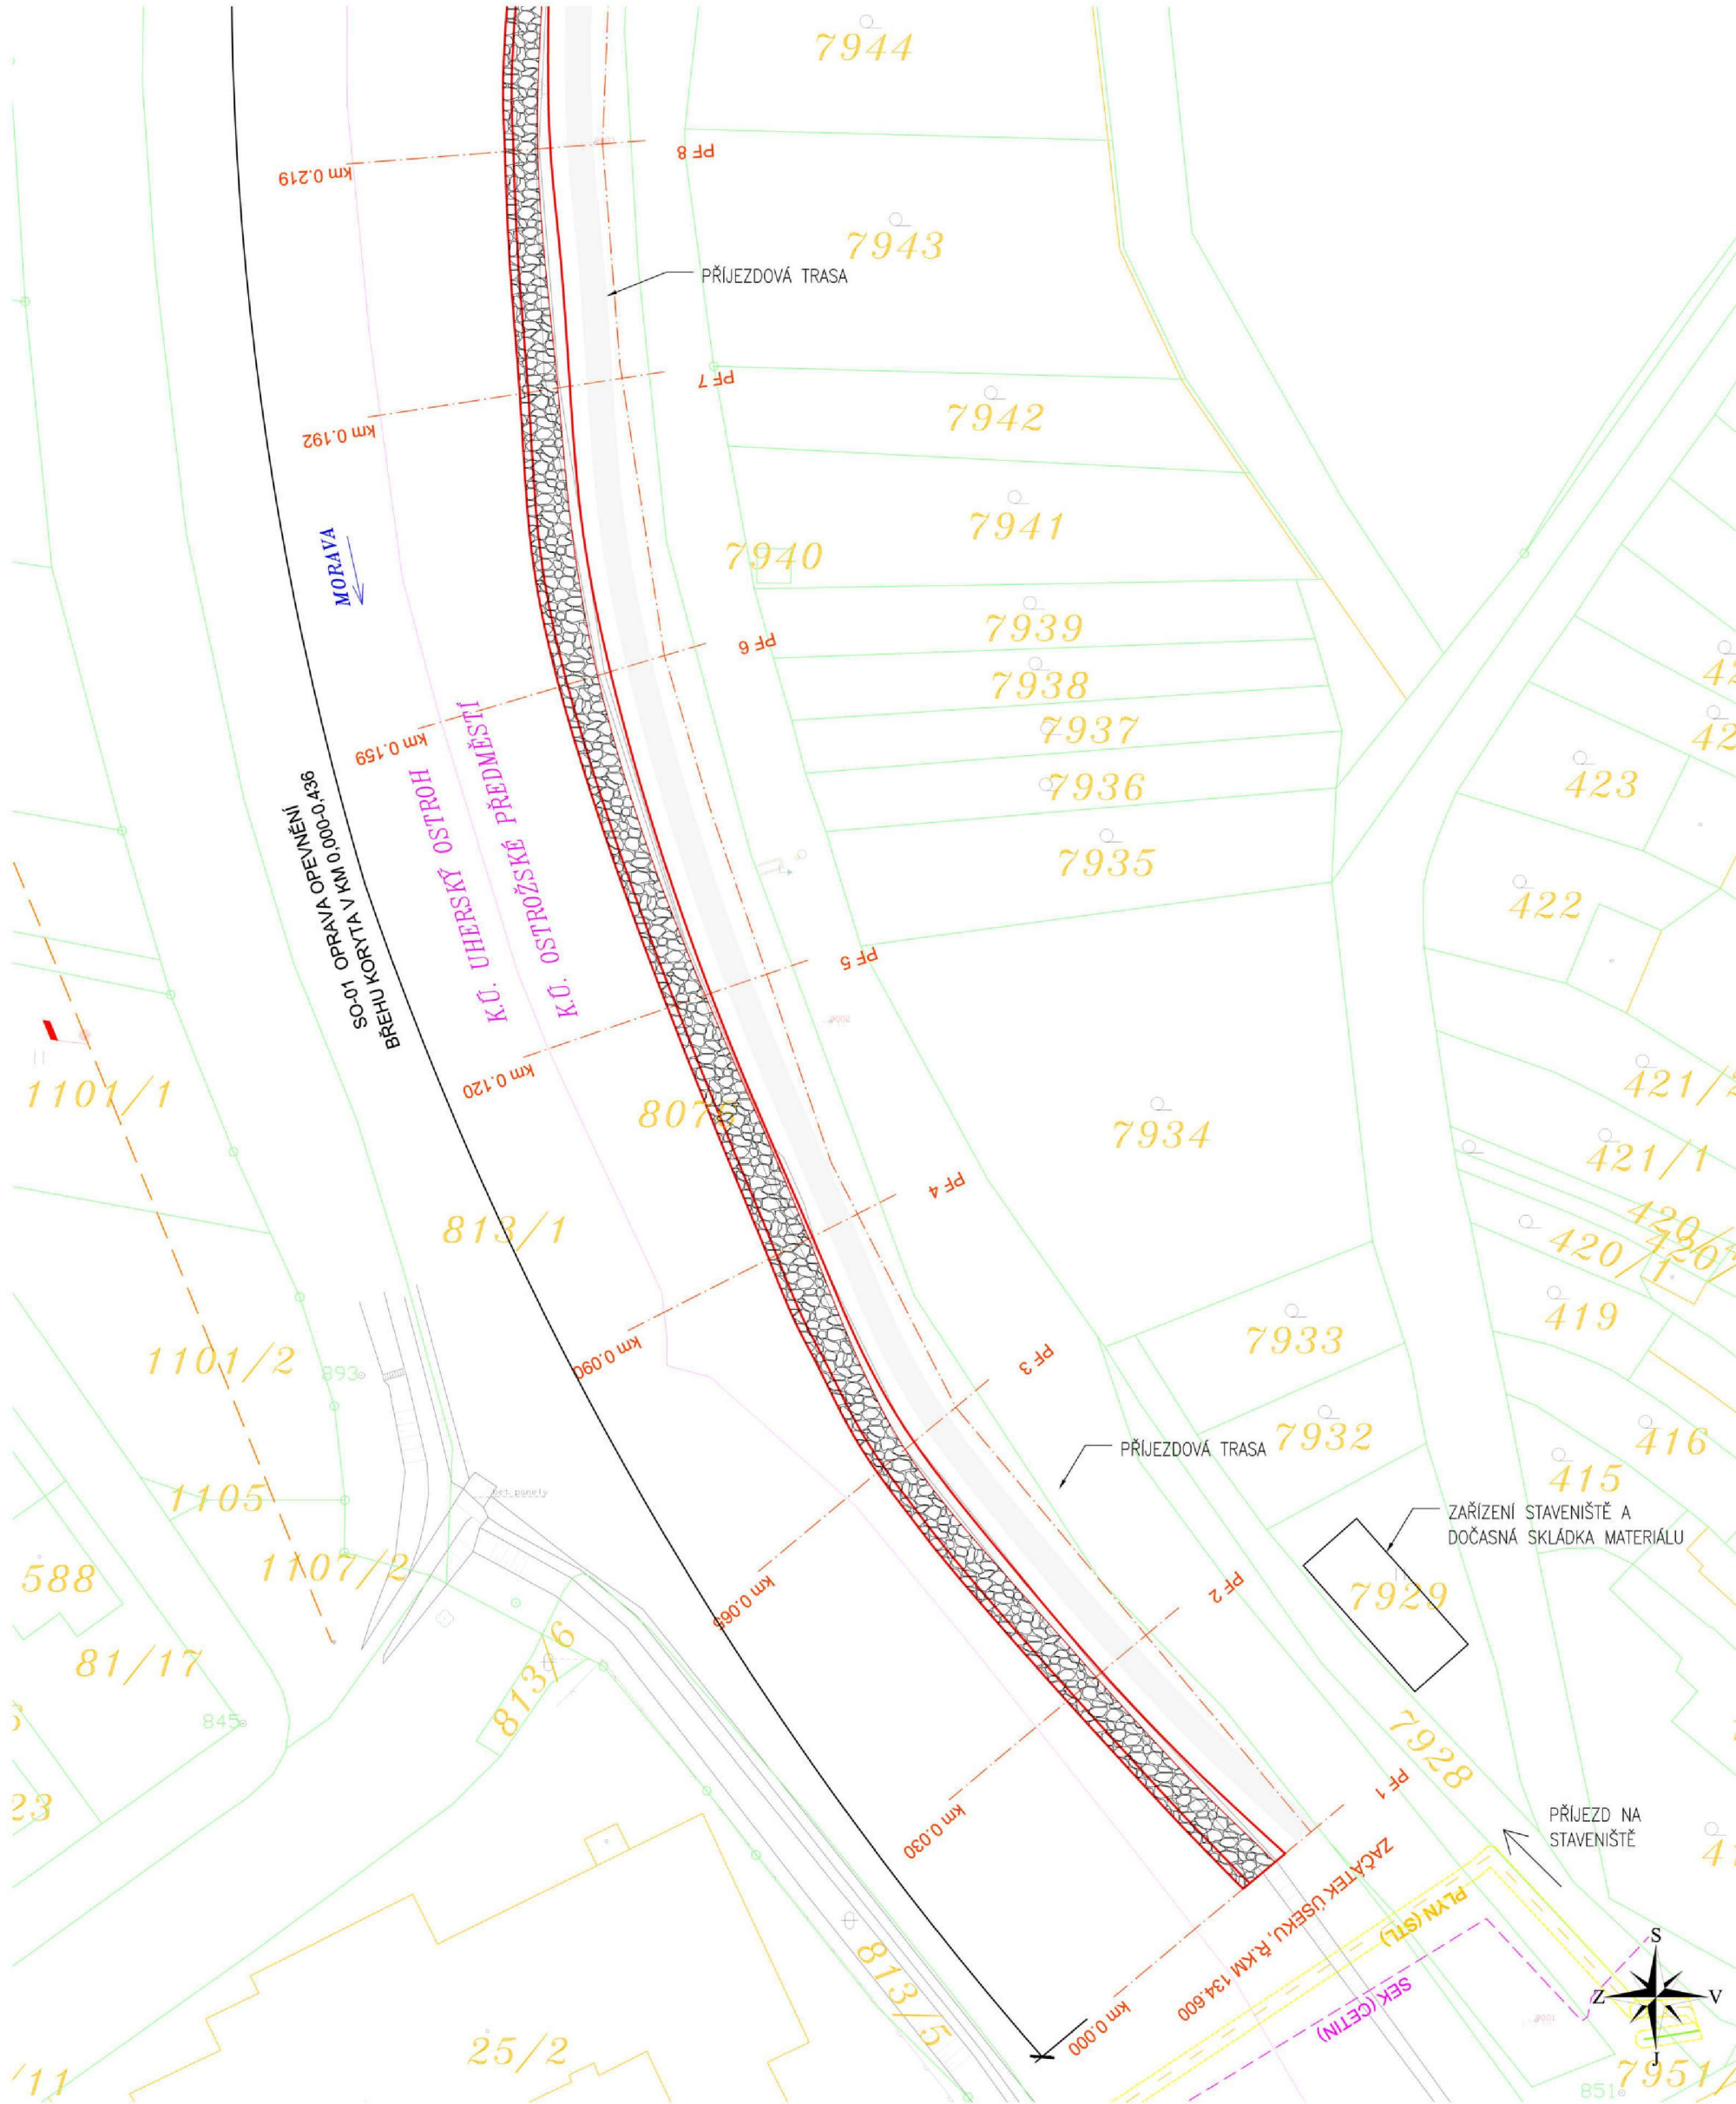 7944
PF 8
km 0.219
7943
PŘÍJEZDOVÁ TRASA
PF 7
km 0.192
7942
7941
MORAVA
7940
7939
PF 6
7938
km 0.159
7937
7936
423
7935
422
SO-01 OPRAVA OPEVNĚNÍ
BŘEHU KORYTA V KM 0,000-0,436
K.Ú. UHERSKÝ OSTROH
K.Ú. OSTROŽSKÉ PŘEDMĚSTÍ
PF 5
km 0.120
1101/1
7934
421/1
PF 4
813/1
420/1
419
km 0.090
7933
PF 3
1101/2
893
7932
416
415
PŘÍJEZDOVÁ TRASA
1105
bet. panely
ZAŘÍZENÍ STAVENIŠTĚ A
DOČASNÁ SKLÁDKA MATERIÁLU
588
1107/2
km 0.065
PF 2
7929
81/17
813/6
845
7928
PF 1
23
km 0.030
PŘÍJEZD NA
STAVENIŠTĚ
ZAČÁTEK ÚSEKU, Ř.KM 134.600
PLYN (STL)
SEK (CETIN)
813/5
km 0.000
S
Z
V
J
25/2
/11
851
7951/